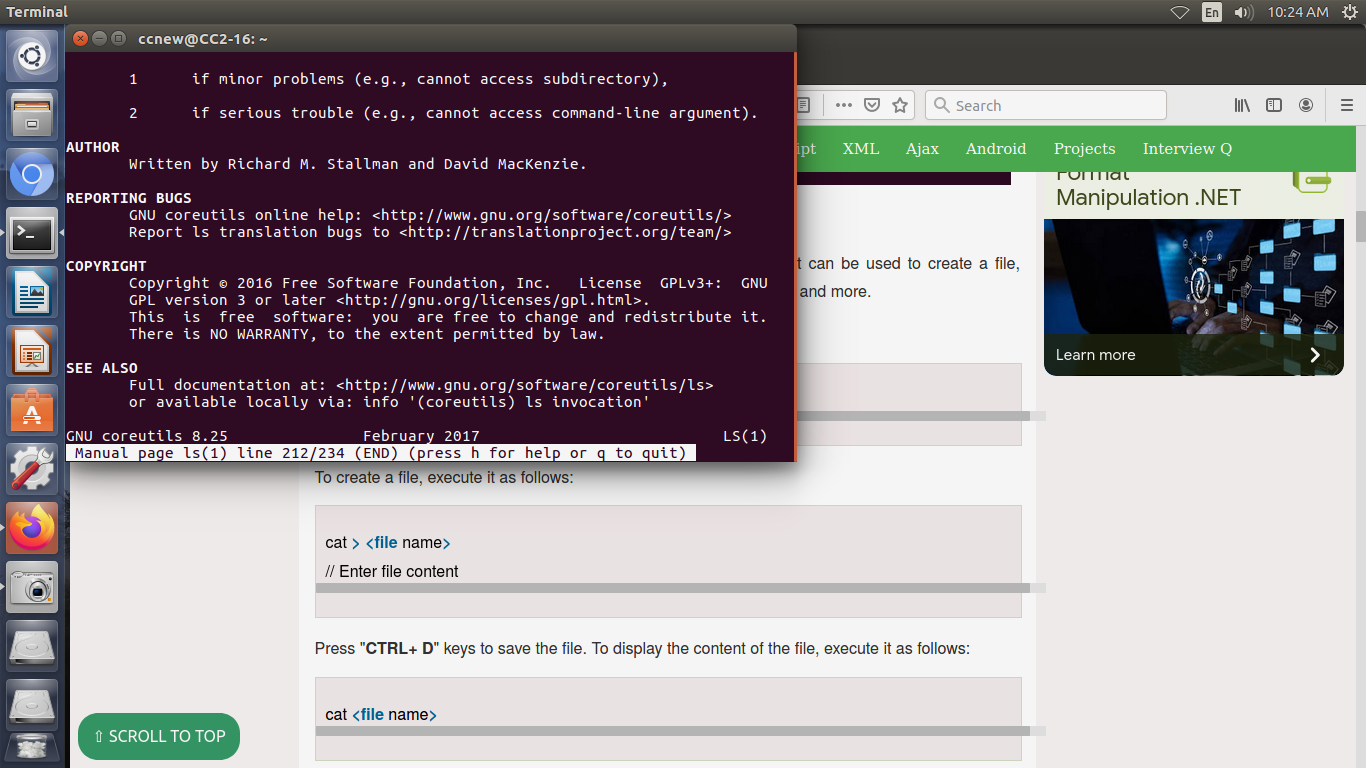 Terminal
En
10:24 AM
ccnew@CC2-16: ~
1 if minor problems (e.g., cannot access subdirectory),
2 if serious trouble (e.g., cannot access command-line argument).
AUTHOR
Written by Richard M. Stallman and David MacKenzie.
REPORTING BUGS
GNU coreutils online help: <http://www.gnu.org/software/coreutils/>
Report ls translation bugs to <http://translationproject.org/team/>
COPYRIGHT
Copyright © 2016 Free Software Foundation, Inc. License GPLv3+: GNU
GPL version 3 or later <http://gnu.org/licenses/gpl.html>.
This is free software: you are free to change and redistribute it.
There is NO WARRANTY, to the extent permitted by law.
SEE ALSO
Full documentation at: <http://www.gnu.org/software/coreutils/ls>
or available locally via: info '(coreutils) ls invocation'
GNU coreutils 8.25 February 2017 LS(1)
Manual page ls(1) line 212/234 (END) (press h for help or q to quit)
Search
ipt XML Ajax Android Projects Interview Q
t can be used to create a file,
and more.
To create a file, execute it as follows:
cat > <file name>
// Enter file content
Press "CTRL+ D" keys to save the file. To display the content of the file, execute it as follows:
cat <file name>
⇧ SCROLL TO TOP
Format
Manipulation .NET
Learn more